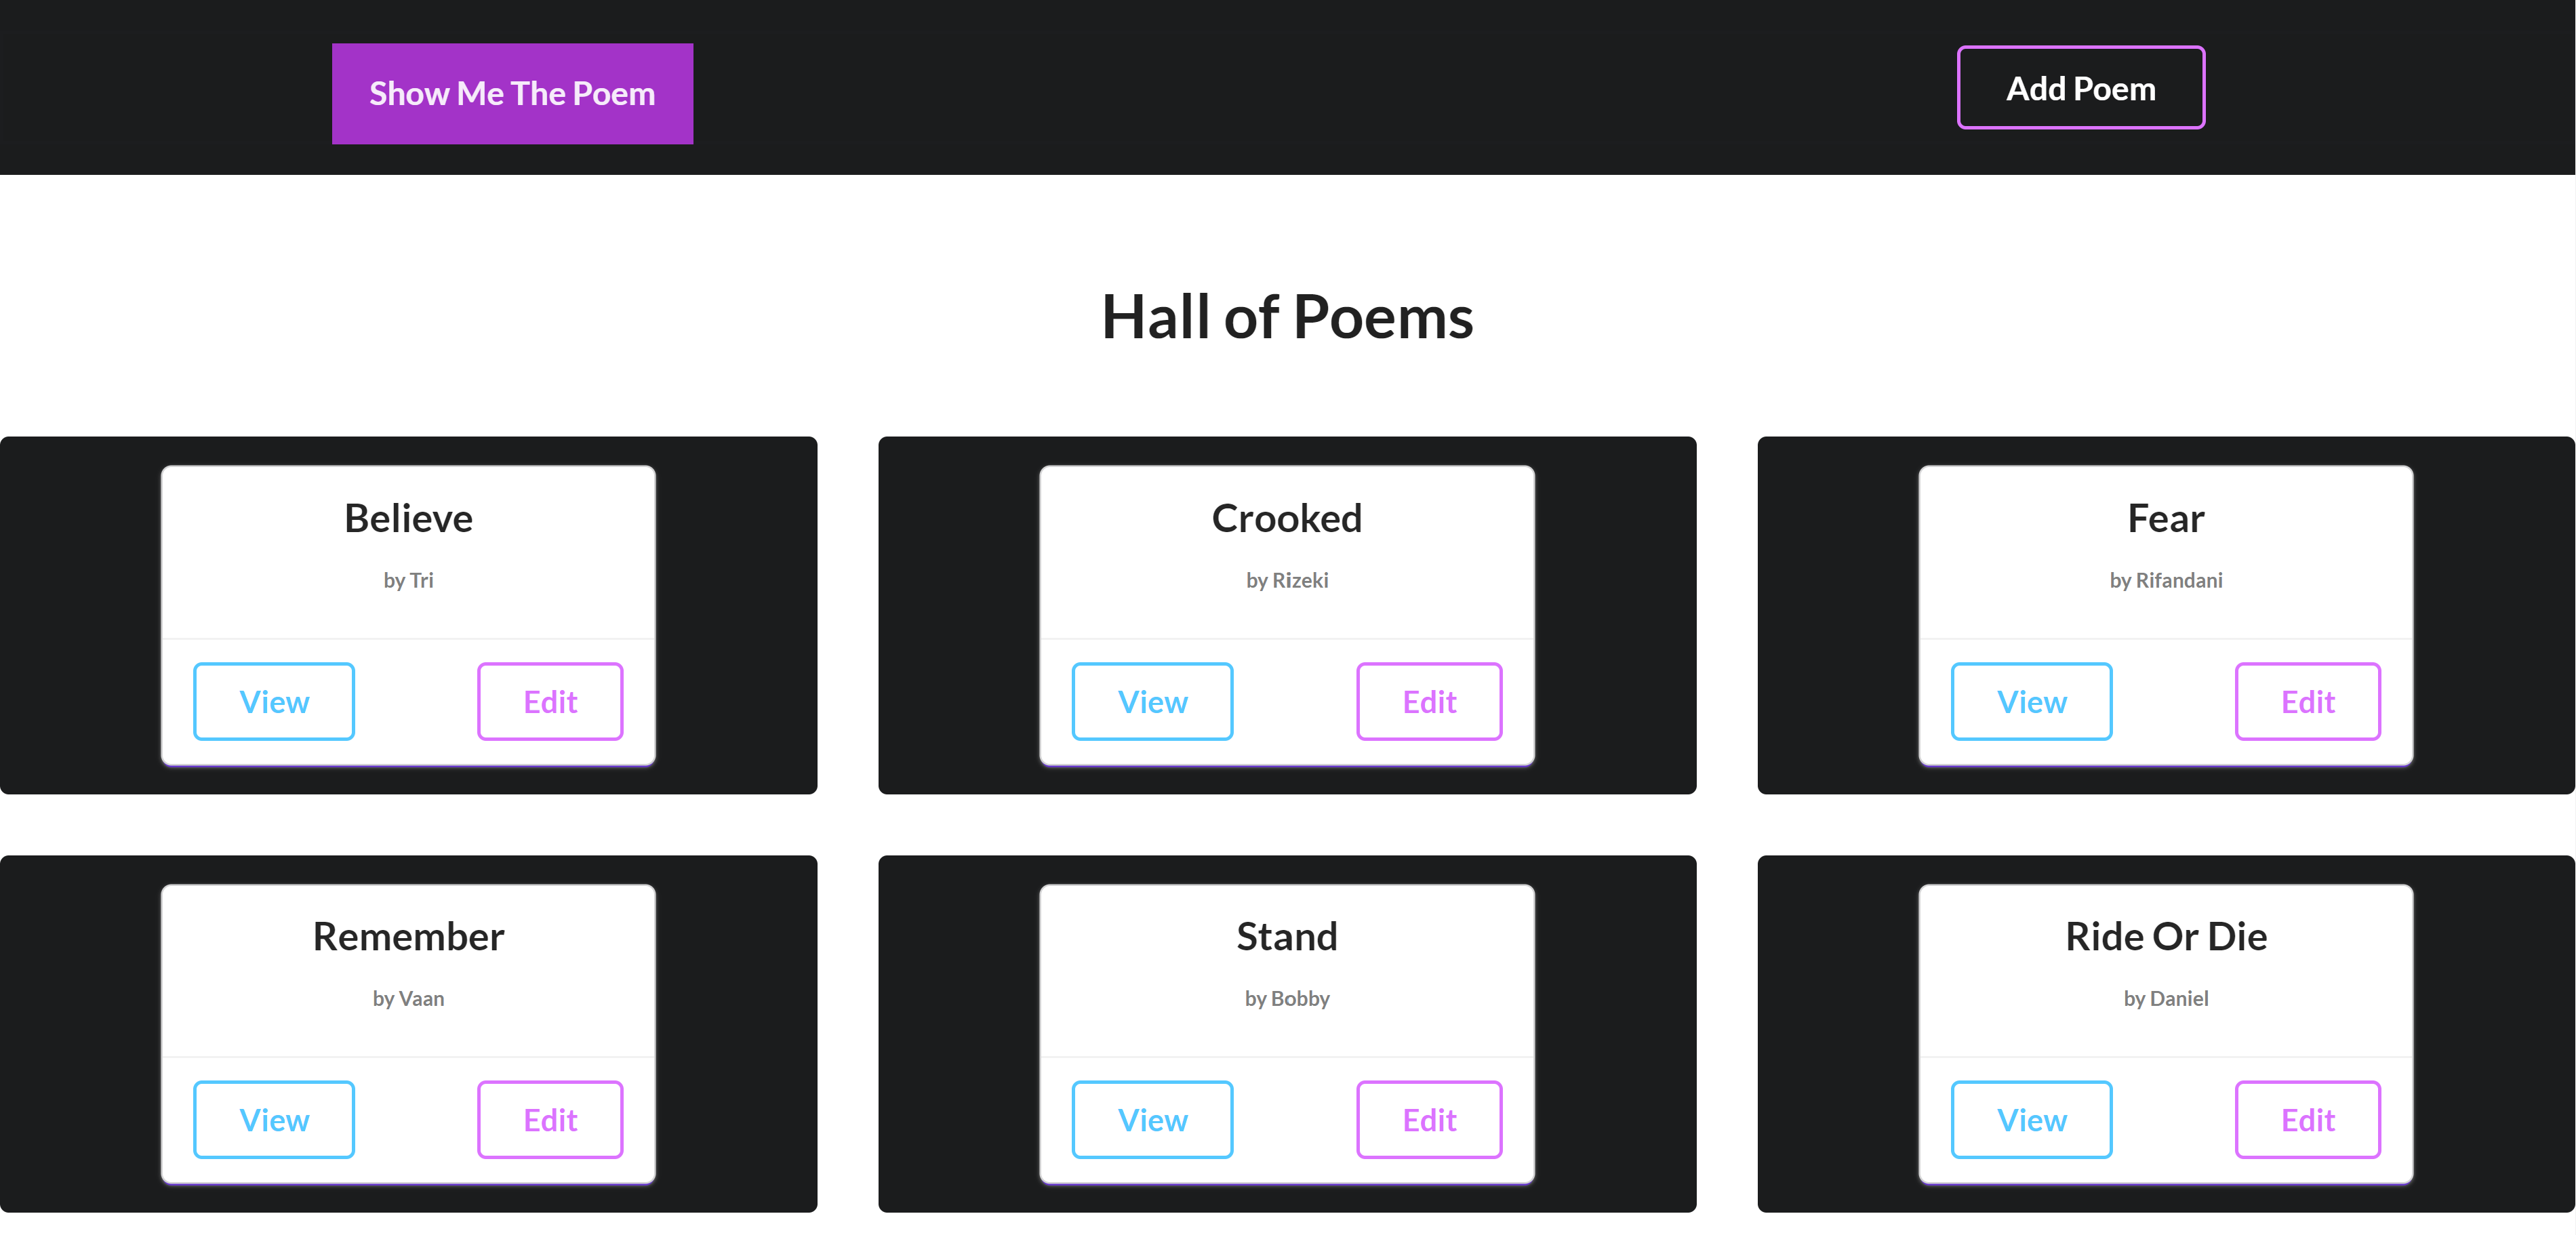 Show Me The Poem
Add Poem
Hall of Poems
Believe
by Tri
View
Edit
Crooked
by Rizeki
View
Edit
Fear
by Rifandani
View
Edit
Remember
by Vaan
View
Edit
Stand
by Bobby
View
Edit
Ride Or Die
by Daniel
View
Edit